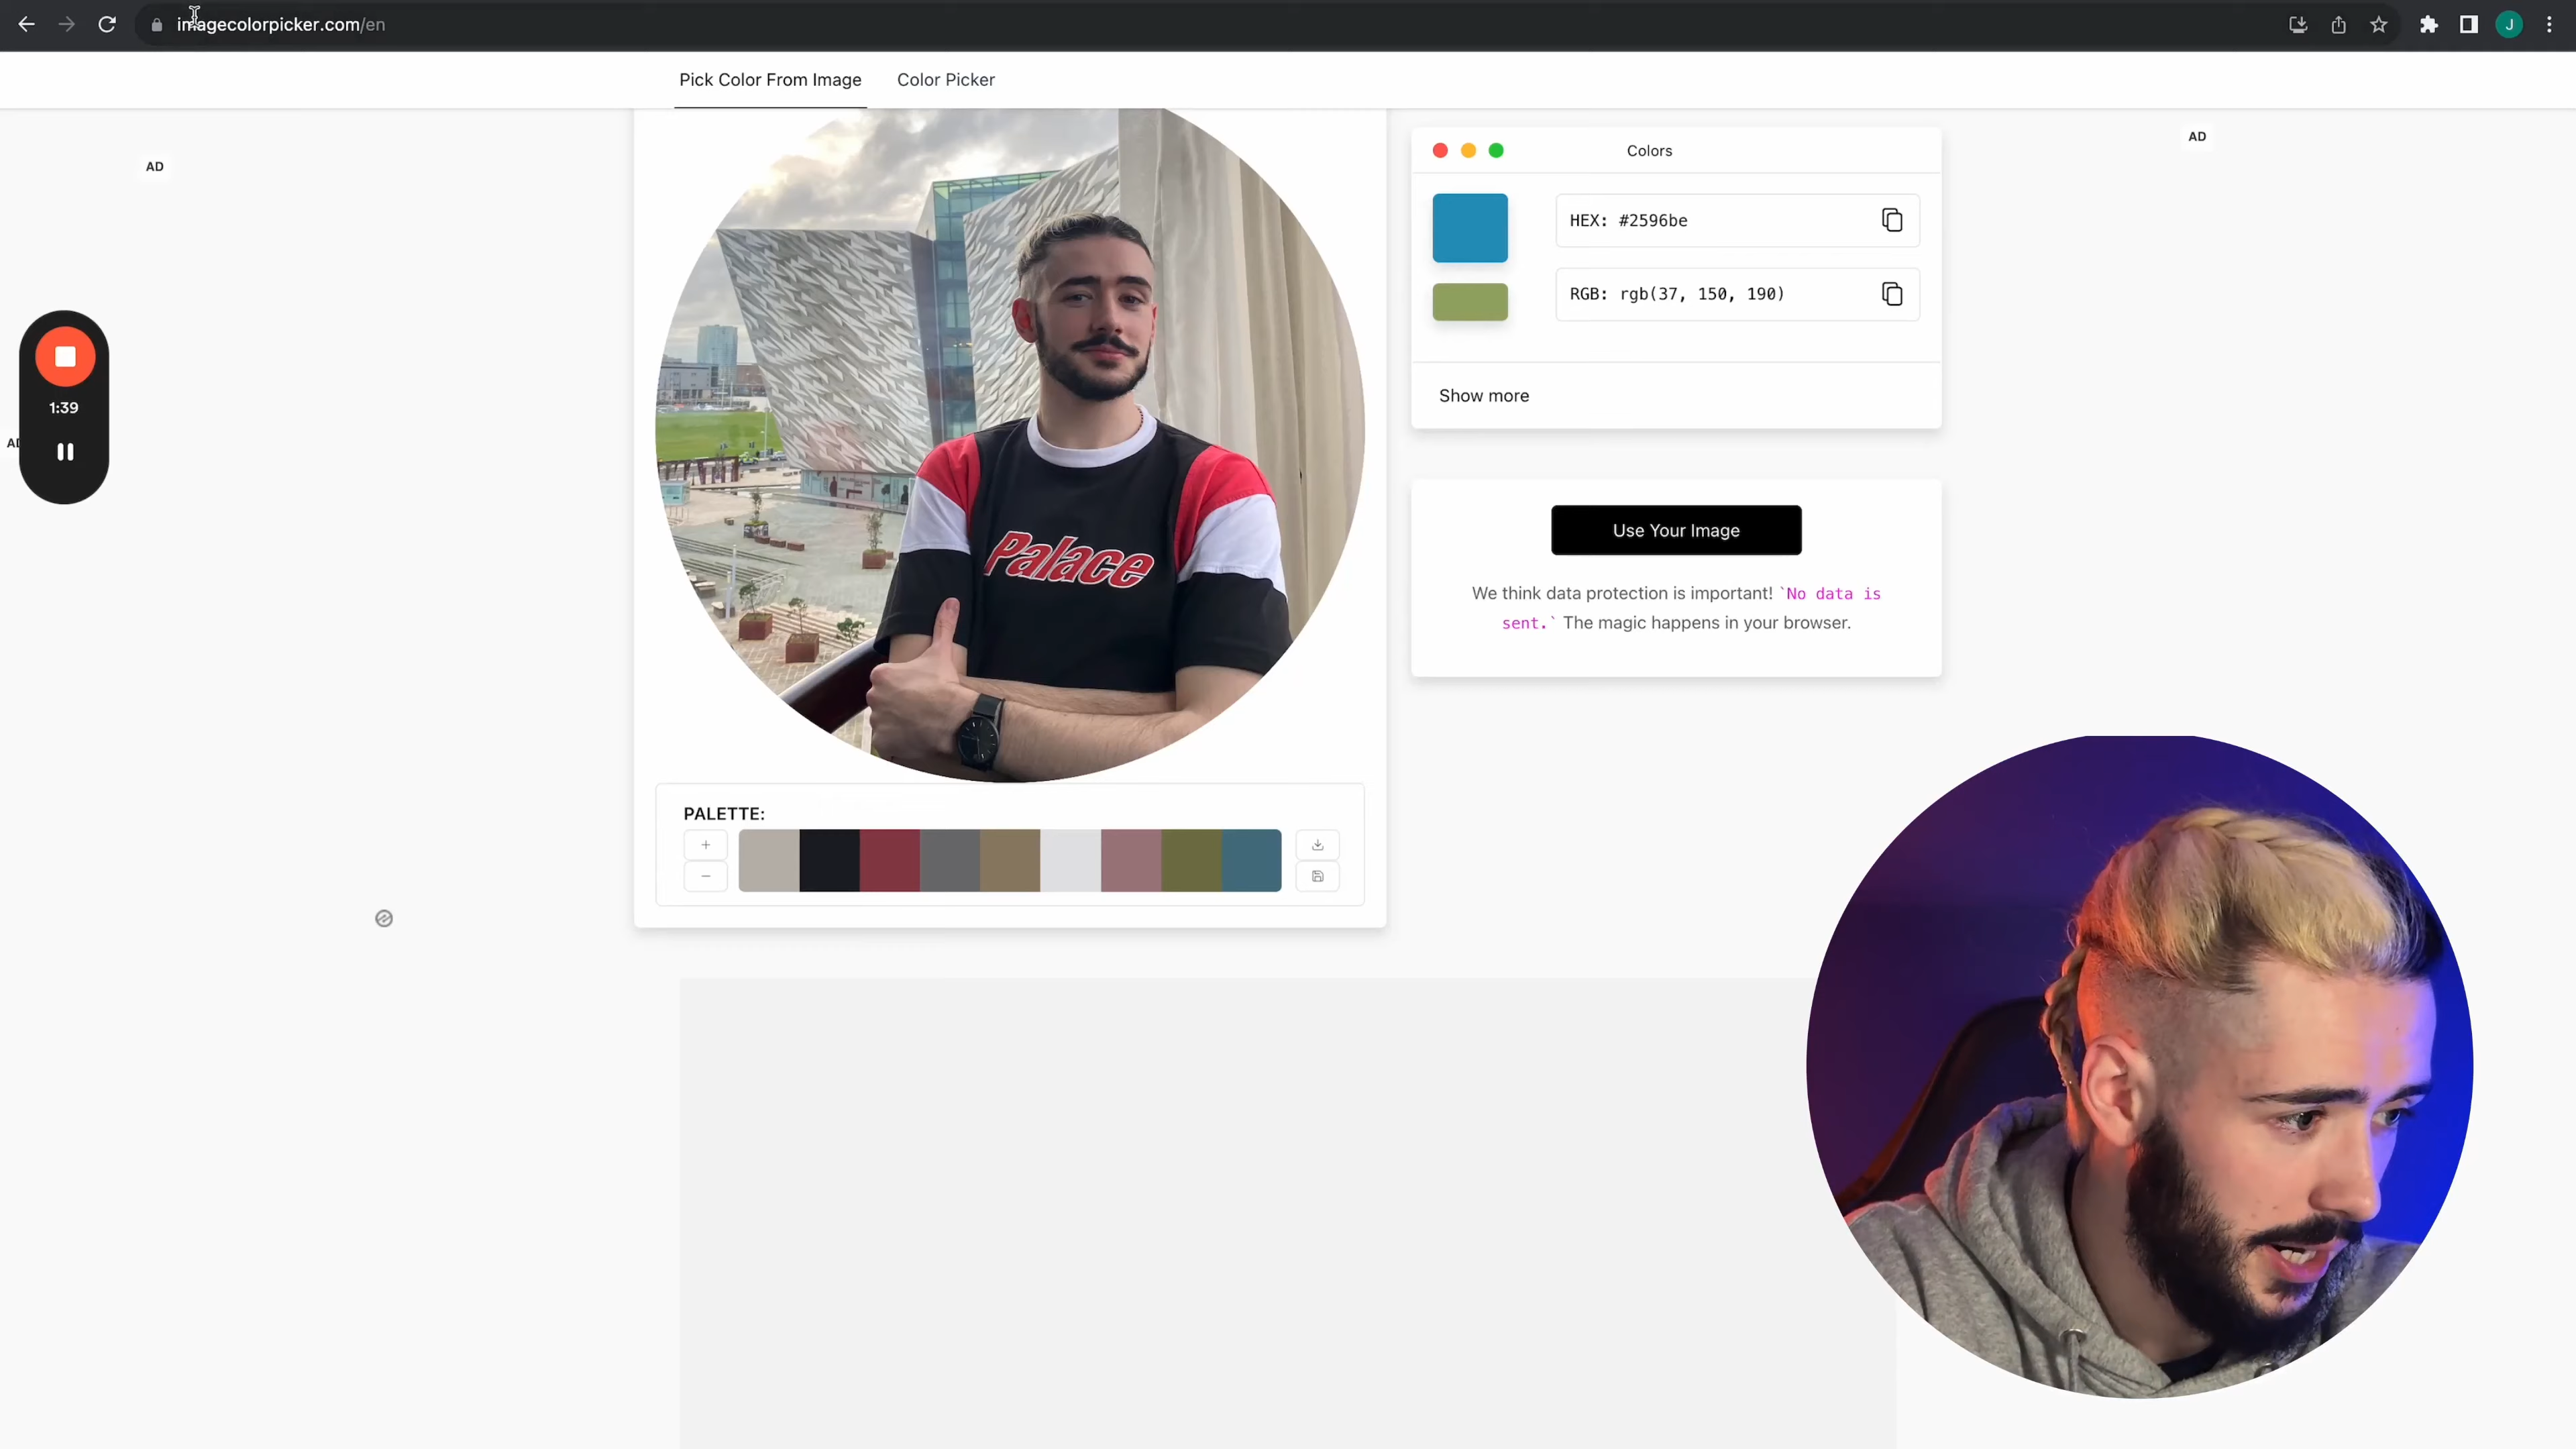 imagecolorpicker.com/en
J
Pick Color From Image
Color Picker
AD
AD
Colors
HEX: #2596be
RGB: rgb(37, 150, 190)
Show more
1:39
AD
Palace
Use Your Image
We think data protection is important! `No data is
sent.` The magic happens in your browser.
PALETTE:
+
−